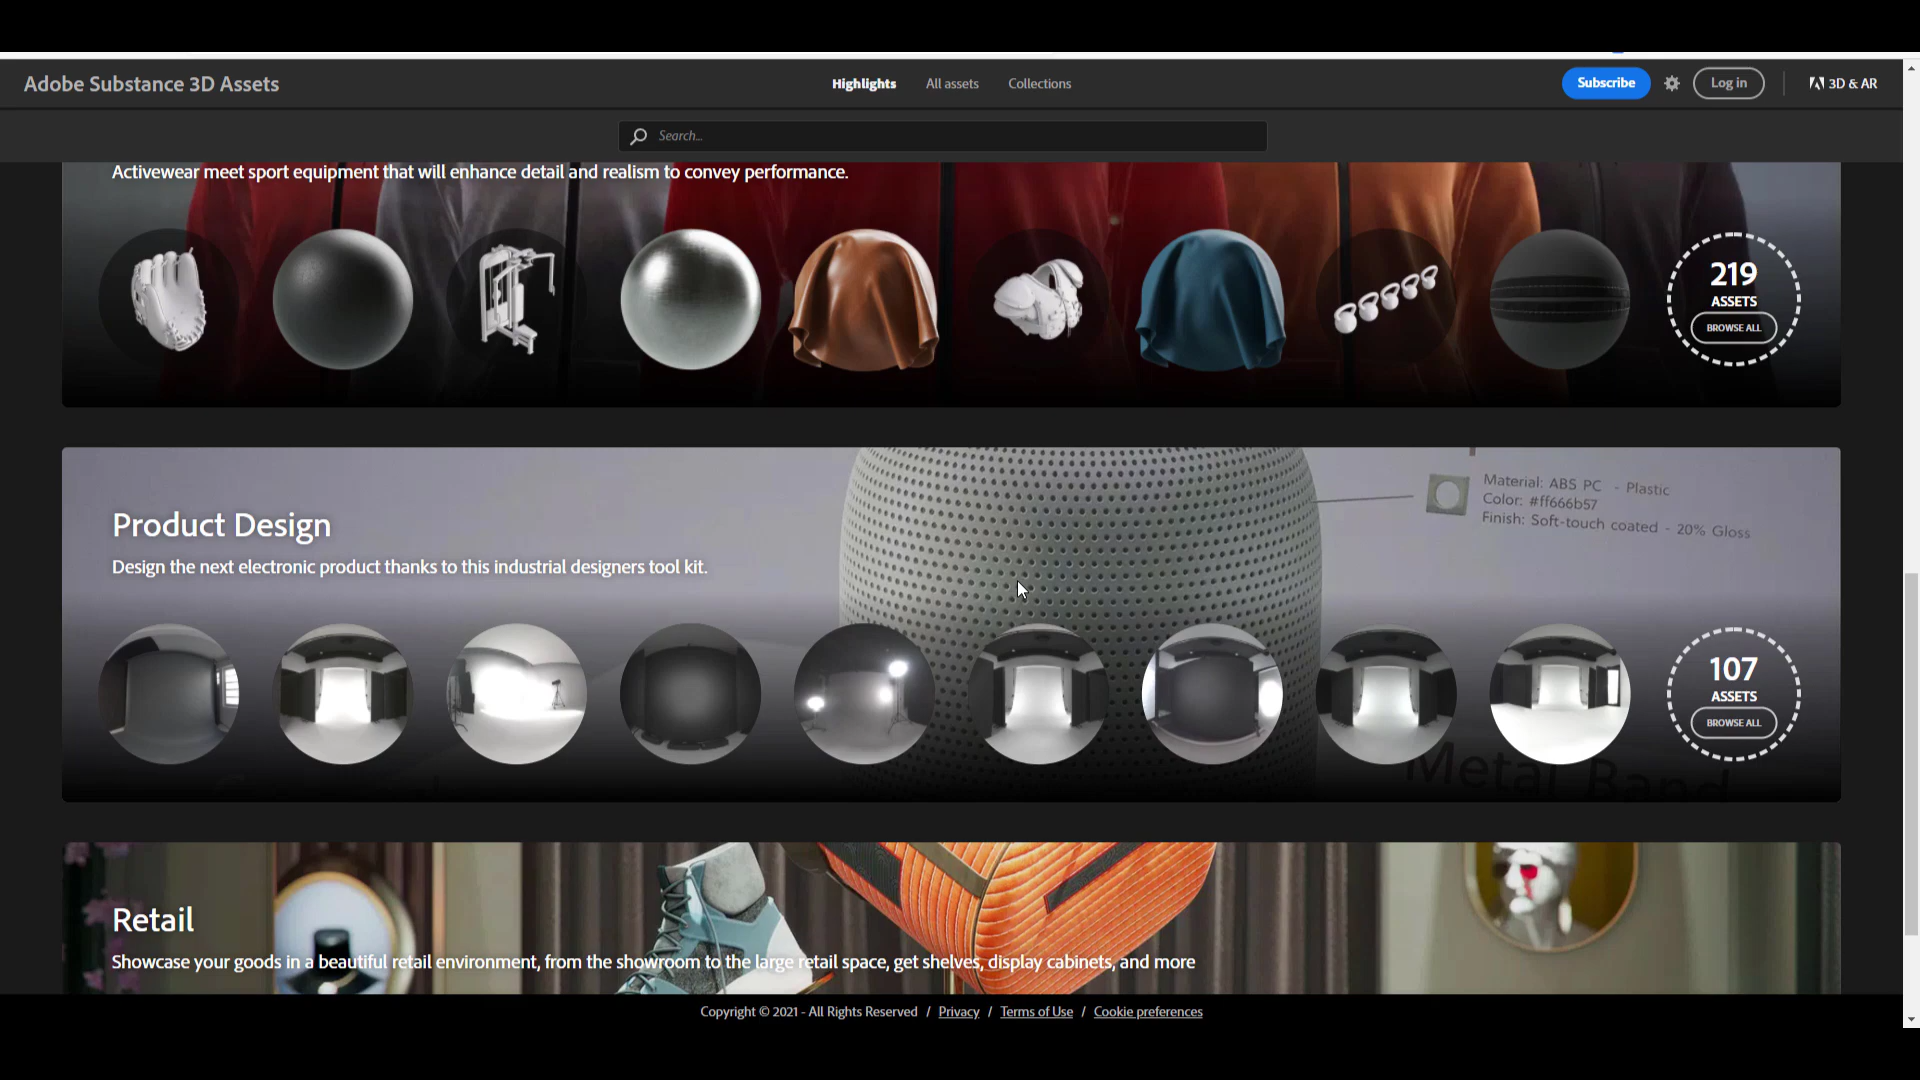 Adobe Substance 3D Assets
Highlights
All assets
Collections
Subscribe
Log in
3D & AR
Search...
Activewear meet sport equipment that will enhance detail and realism to convey performance.
219
ASSETS
BROWSE ALL
Material: ABS PC - Plastic
Color: #ff666b57
Finish: Soft-touch coated - 20% Gloss
Product Design
Design the next electronic product thanks to this industrial designers tool kit.
107
ASSETS
BROWSE ALL
Metal Band
Retail
Showcase your goods in a beautiful retail environment, from the showroom to the large retail space, get shelves, display cabinets, and more
Copyright © 2021 - All Rights Reserved / Privacy / Terms of Use / Cookie preferences